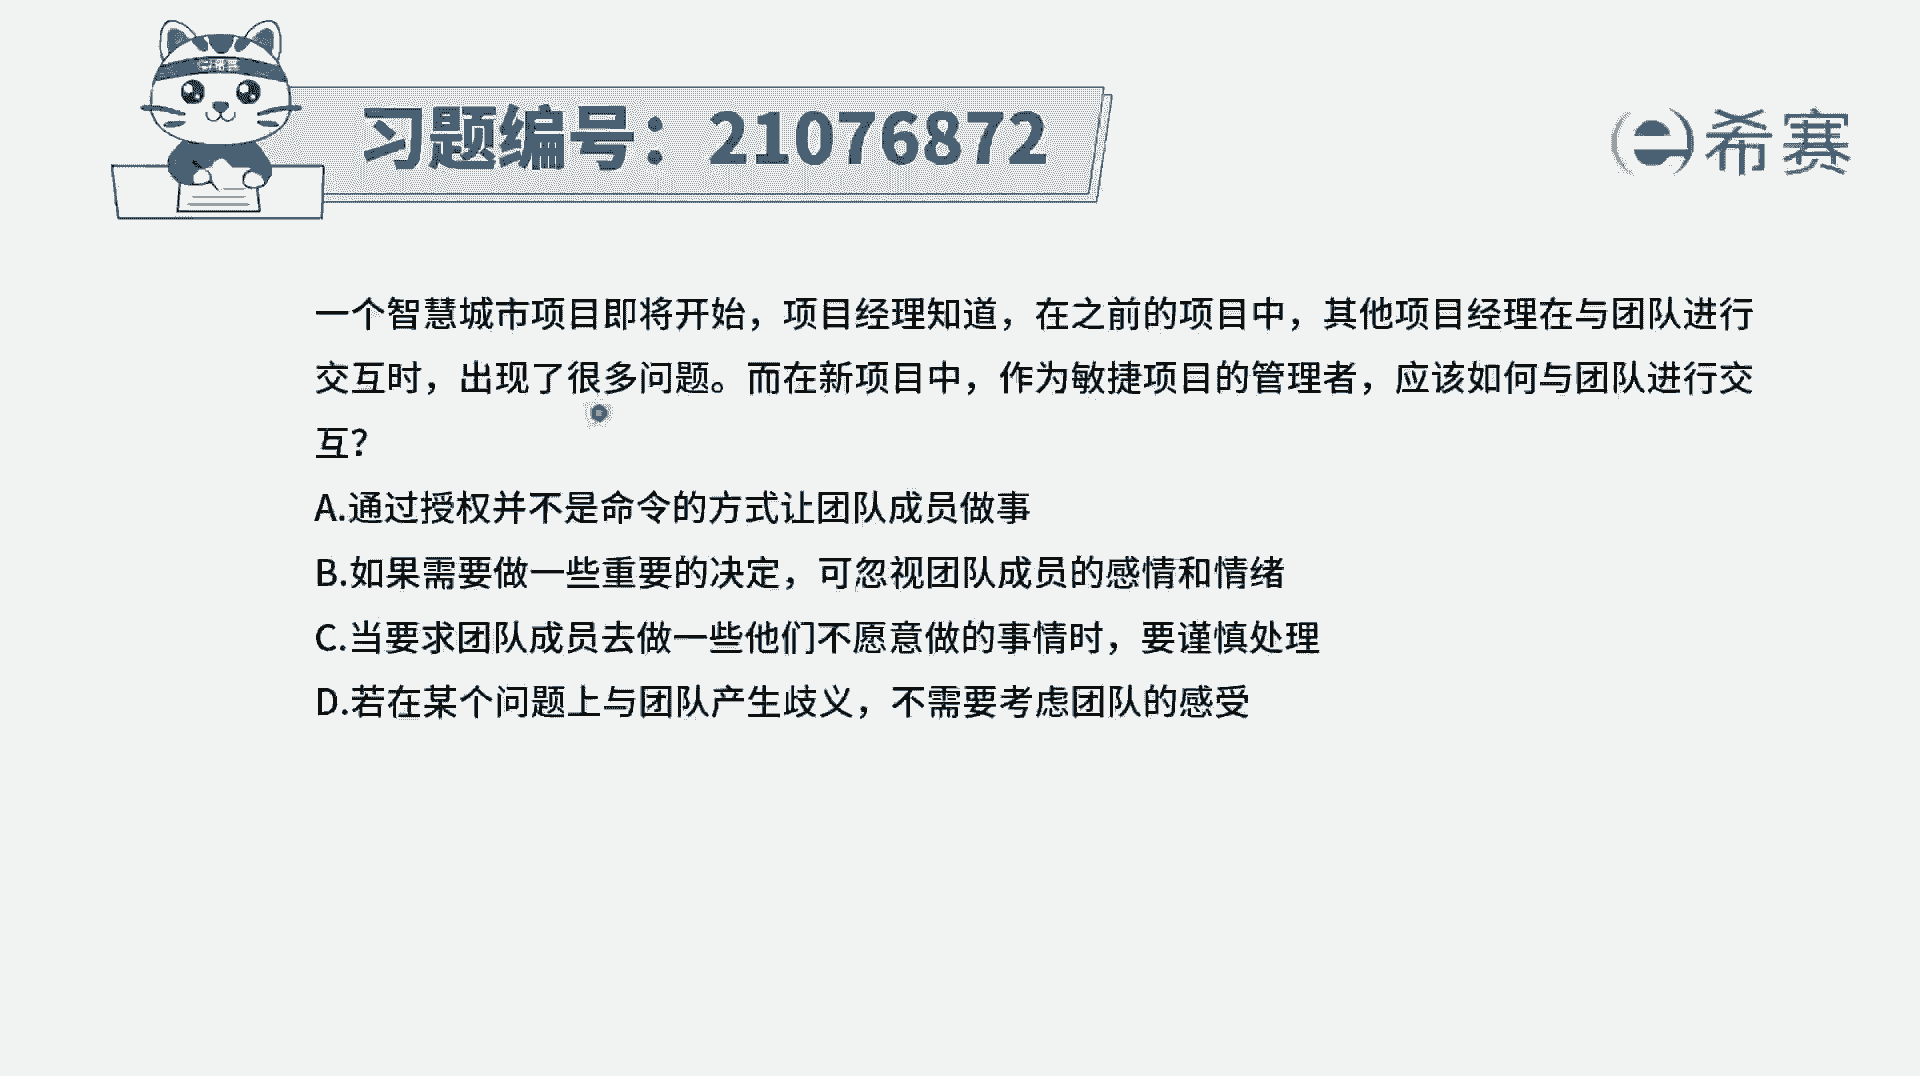 习题编号：21076872
希赛
一个智慧城市项目即将开始，项目经理知道，在之前的项目中，其他项目经理在与团队进行
交互时，出现了很多问题。而在新项目中，作为敏捷项目的管理者，应该如何与团队进行交
互？
A.通过授权并不是命令的方式让团队成员做事
B.如果需要做一些重要的决定，可忽视团队成员的感情和情绪
C.当要求团队成员去做一些他们不愿意做的事情时，要谨慎处理
D.若在某个问题上与团队产生歧义，不需要考虑团队的感受